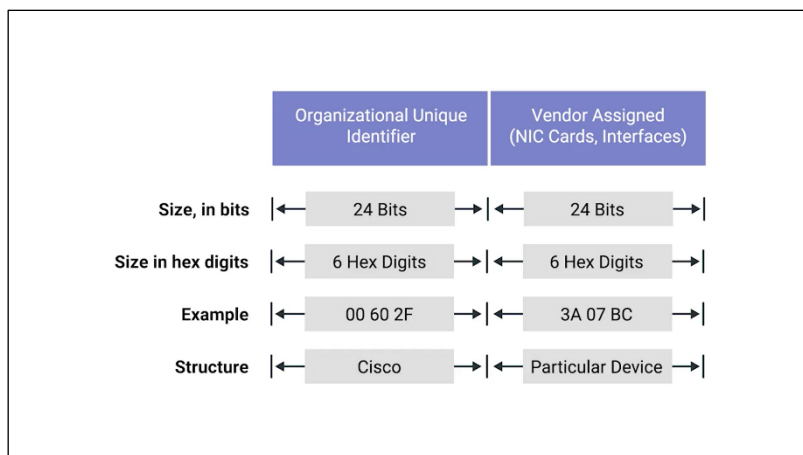 Organizational Unique
Identifier
Vendor Assigned
(NIC Cards, Interfaces)
Size, in bits 24 Bits 24 Bits
Size in hex digits 6 Hex Digits 6 Hex Digits
Example 00 60 2F 3A 07 BC
Structure Cisco Particular Device